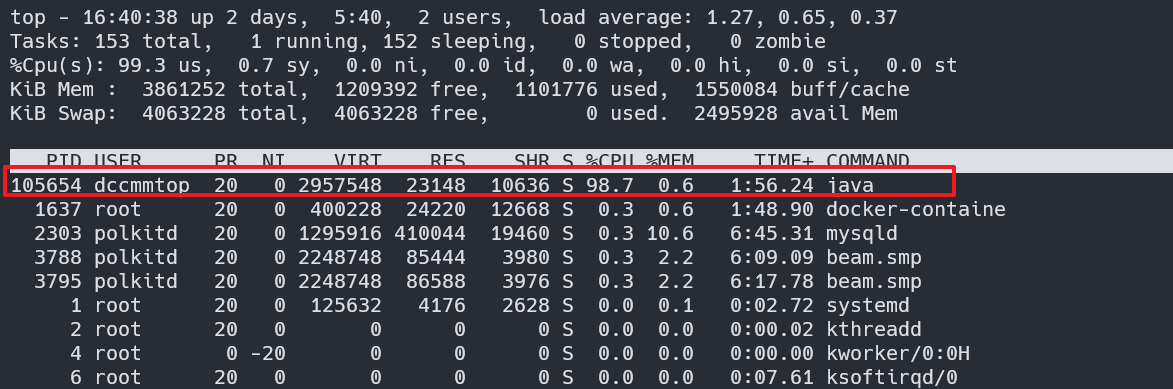 top - 16:40:38 up 2 days,  5:40,  2 users,  load average: 1.27, 0.65, 0.37
Tasks: 153 total,   1 running, 152 sleeping,   0 stopped,   0 zombie
%Cpu(s): 99.3 us,  0.7 sy,  0.0 ni,  0.0 id,  0.0 wa,  0.0 hi,  0.0 si,  0.0 st
KiB Mem :  3861252 total,  1209392 free,  1101776 used,  1550084 buff/cache
KiB Swap:  4063228 total,  4063228 free,        0 used.  2495928 avail Mem
   PID USER      PR  NI    VIRT    RES    SHR S %CPU %MEM     TIME+ COMMAND
105654 dccmmtop  20   0 2957548  23148  10636 S 98.7  0.6   1:56.24 java
  1637 root      20   0  400228  24220  12668 S  0.3  0.6   1:48.90 docker-containe
  2303 polkitd   20   0 1295916 410044  19460 S  0.3 10.6   6:45.31 mysqld
  3788 polkitd   20   0 2248748  85444   3980 S  0.3  2.2   6:09.09 beam.smp
  3795 polkitd   20   0 2248748  86588   3976 S  0.3  2.2   6:17.78 beam.smp
     1 root      20   0  125632   4176   2628 S  0.0  0.1   0:02.72 systemd
     2 root      20   0       0      0      0 S  0.0  0.0   0:00.02 kthreadd
     4 root       0 -20       0      0      0 S  0.0  0.0   0:00.00 kworker/0:0H
     6 root      20   0       0      0      0 S  0.0  0.0   0:07.61 ksoftirqd/0